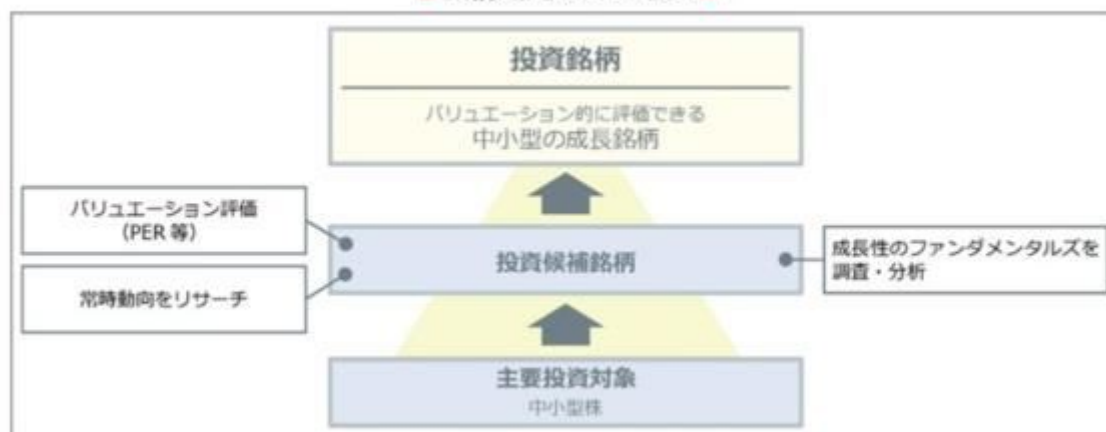 投資銘柄
バリュエーション的に評価できる
中小型の成長銘柄
バリュエーション評価
（PER 等）
常時動向をリサーチ
投資候補銘柄
成長性のファンダメンタルズを
調査・分析
主要投資対象
中小型株